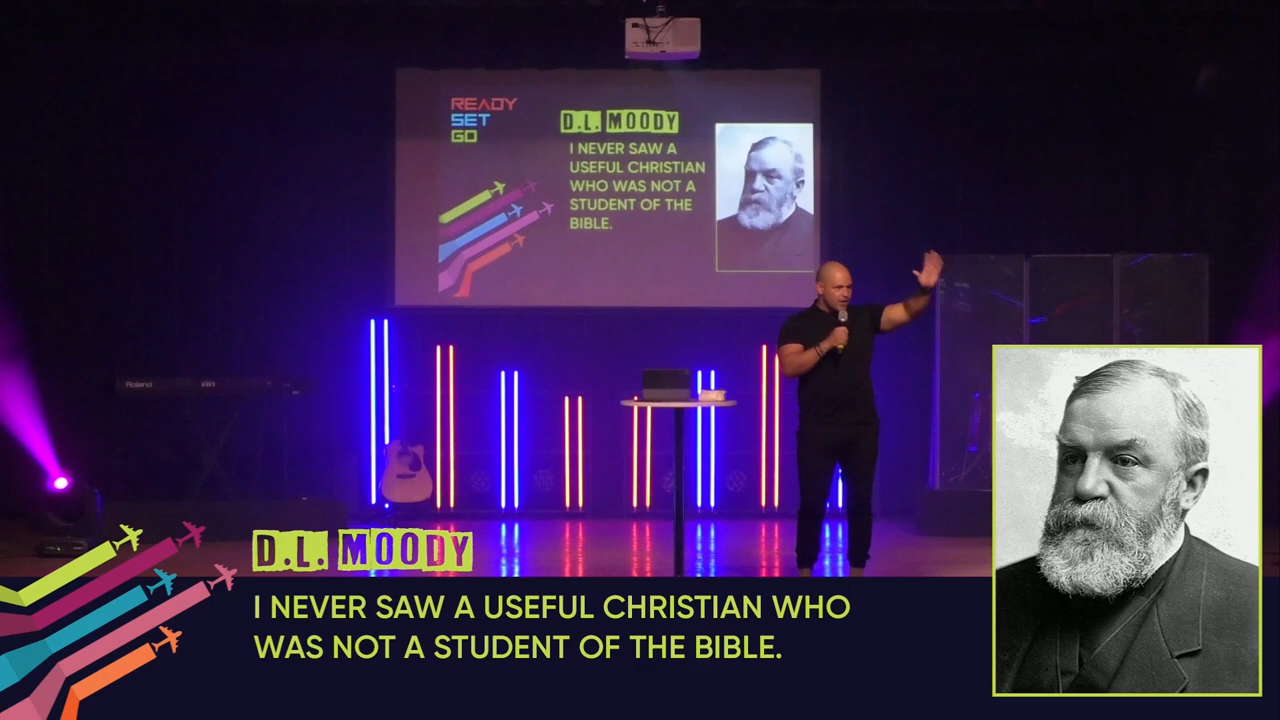 READY
SET
GO
D.L. MOODY
I NEVER SAW A
USEFUL CHRISTIAN
WHO WAS NOT A
STUDENT OF THE
BIBLE.
Roland
D.L. MOODY
I NEVER SAW A USEFUL CHRISTIAN WHO
WAS NOT A STUDENT OF THE BIBLE.